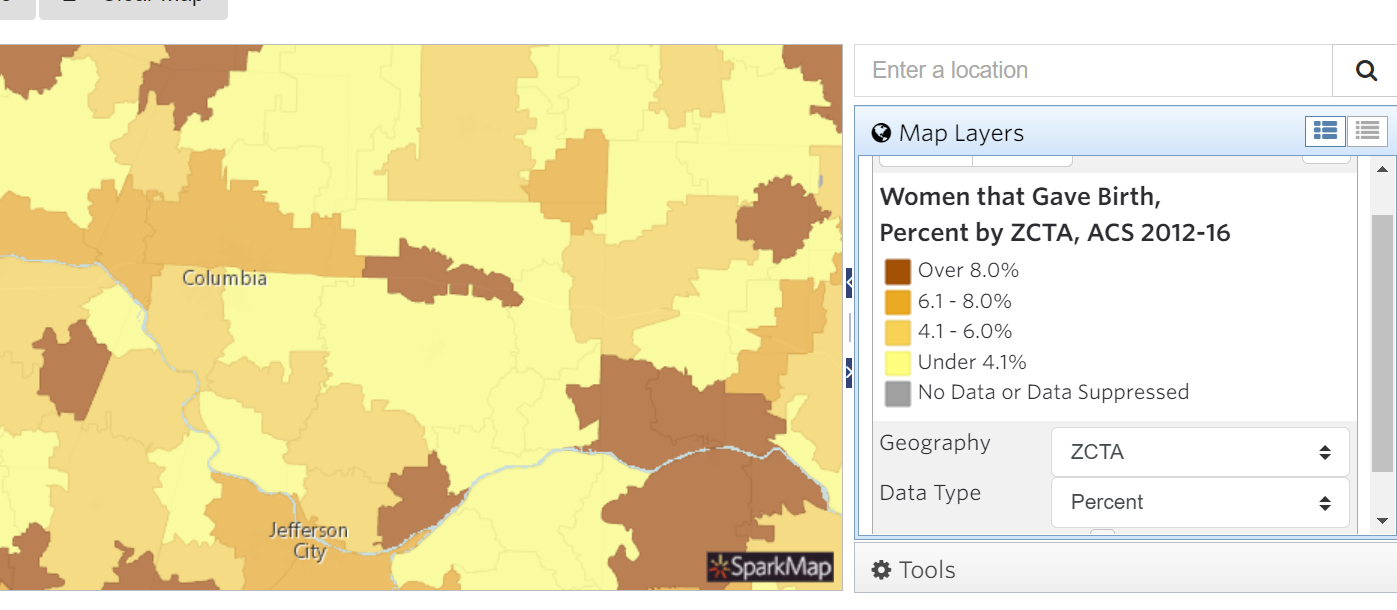 Enter a location
Map Layers
Women that Gave Birth,
Percent by ZCTA, ACS 2012-16
Over 8.0%
6.1 - 8.0%
4.1 - 6.0%
Under 4.1%
No Data or Data Suppressed
Geography
ZCTA
Data Type
Percent
Tools
Columbia
Jefferson
City
SparkMap